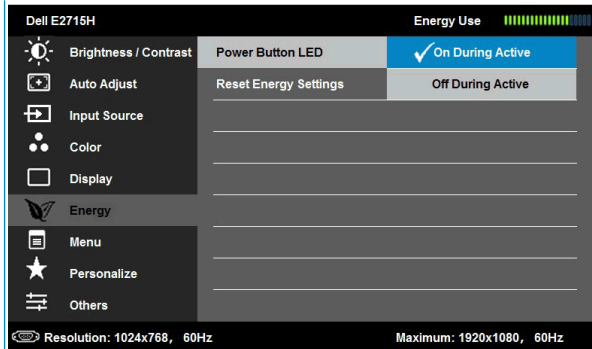 Dell E2715H Energy Use
Brightness / Contrast Power Button LED On During Active
Auto Adjust Reset Energy Settings Off During Active
Input Source
Color
Display
Energy
Menu
Personalize
Others
Resolution: 1024x768, 60Hz Maximum: 1920x1080, 60Hz